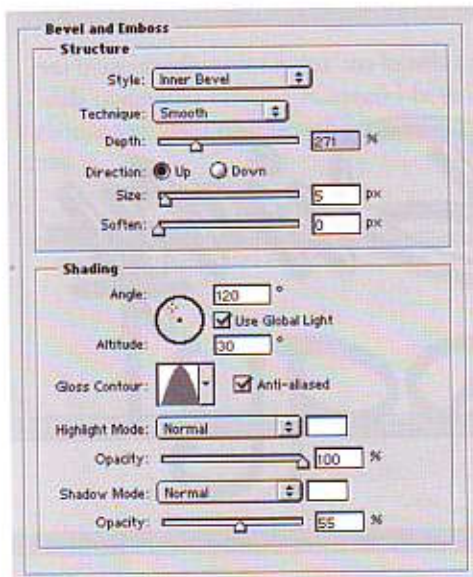 Bevel and Emboss
Structure
Style: Inner Bevel
Technique: Smooth
Depth: 271 %
Direction: Up Down
Size: 5 px
Soften: 0 px
Shading
Angle: 120 °
Use Global Light
Altitude: 30 °
Gloss Contour: Anti-aliased
Highlight Mode: Normal
Opacity: 100 %
Shadow Mode: Normal
Opacity: 55 %